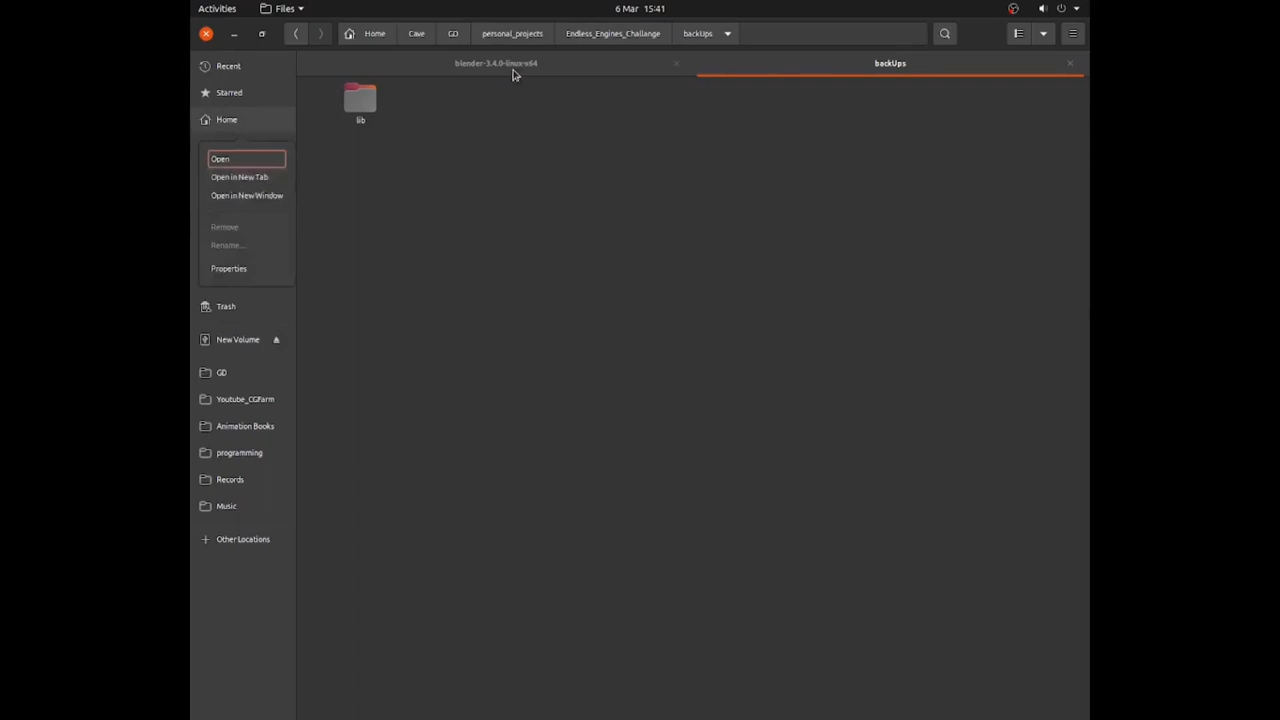 Activities
Files
6 Mar 15:41
Home
Cave
GD
personal_projects
Endless_Engines_Challange
backUps
blender-3.4.0-linux-x64
backUps
Recent
Starred
Home
Open
Open in New Tab
Open in New Window
Remove
Rename...
Properties
Trash
New Volume
GD
Youtube_CGFarm
Animation Books
programming
Records
Music
Other Locations
lib